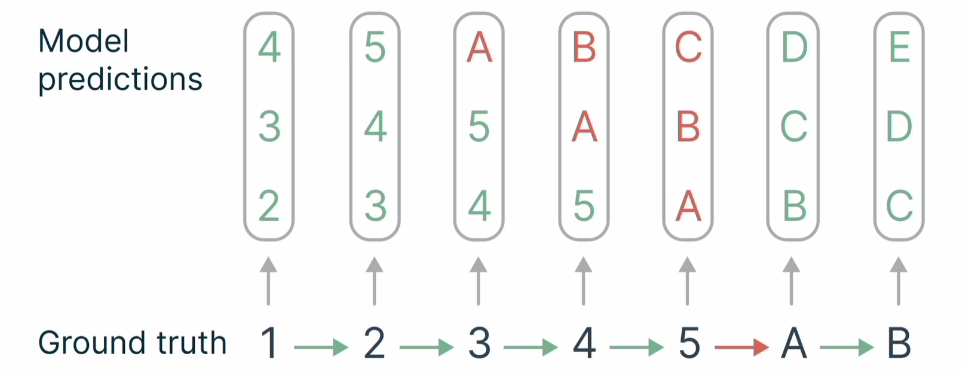 Model predictions
4 5 A B C D E
3 4 5 A B C D
2 3 4 5 A B C
Ground truth 1 2 3 4 5 A B